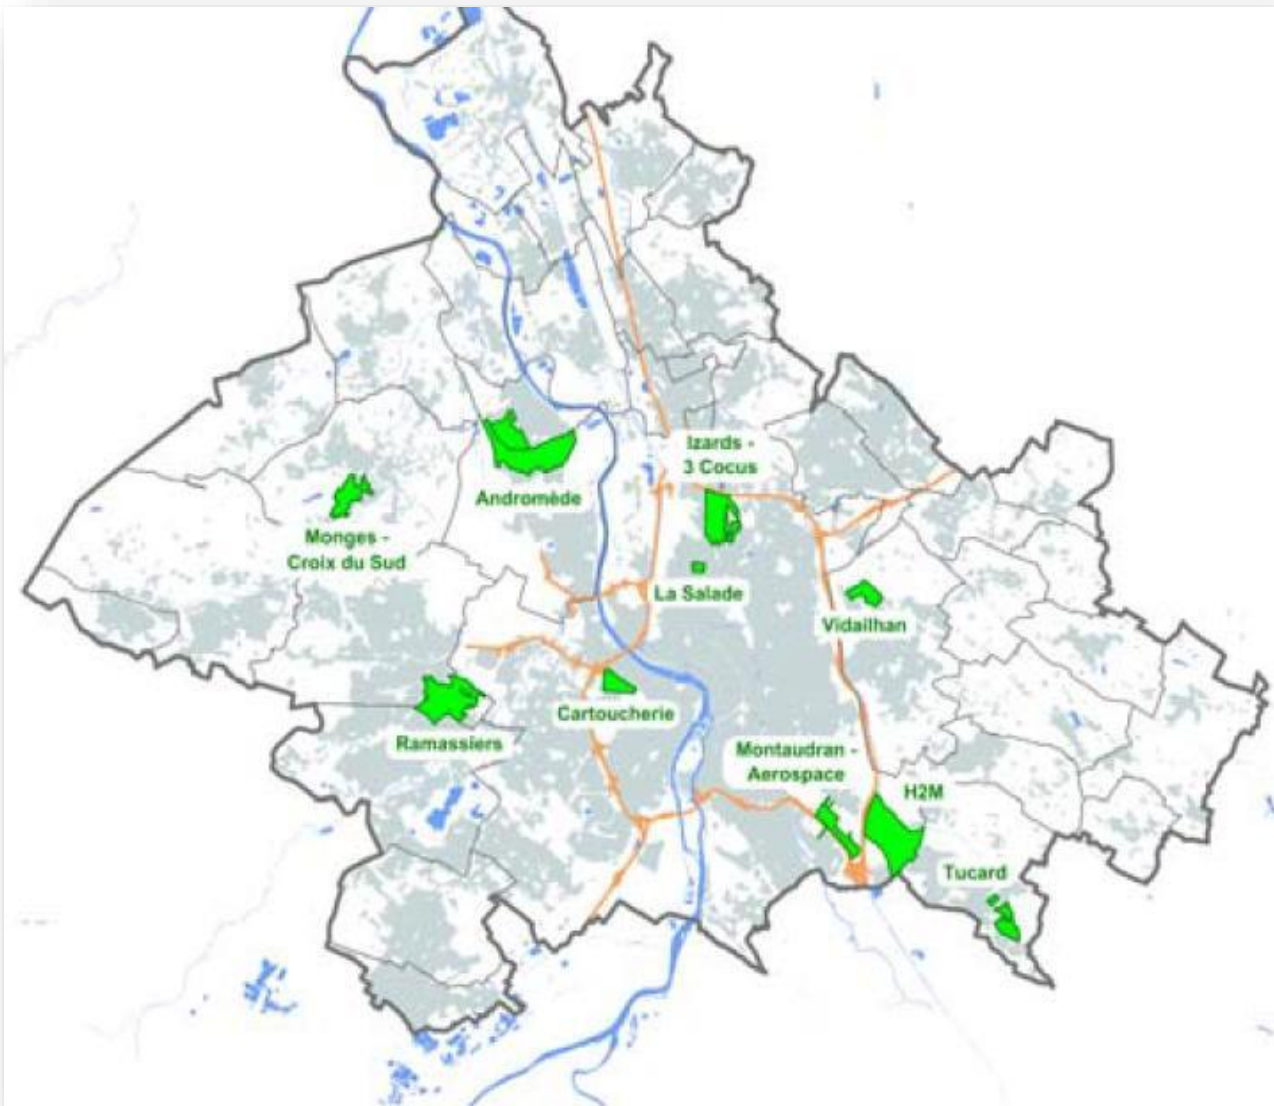 Izards -
3 Cocus
Andromède
Monges -
Croix du Sud
La Salade
Vidailhan
Cartoucherie
Ramassiers
Montaudran -
Aerospace
H2M
Tucard